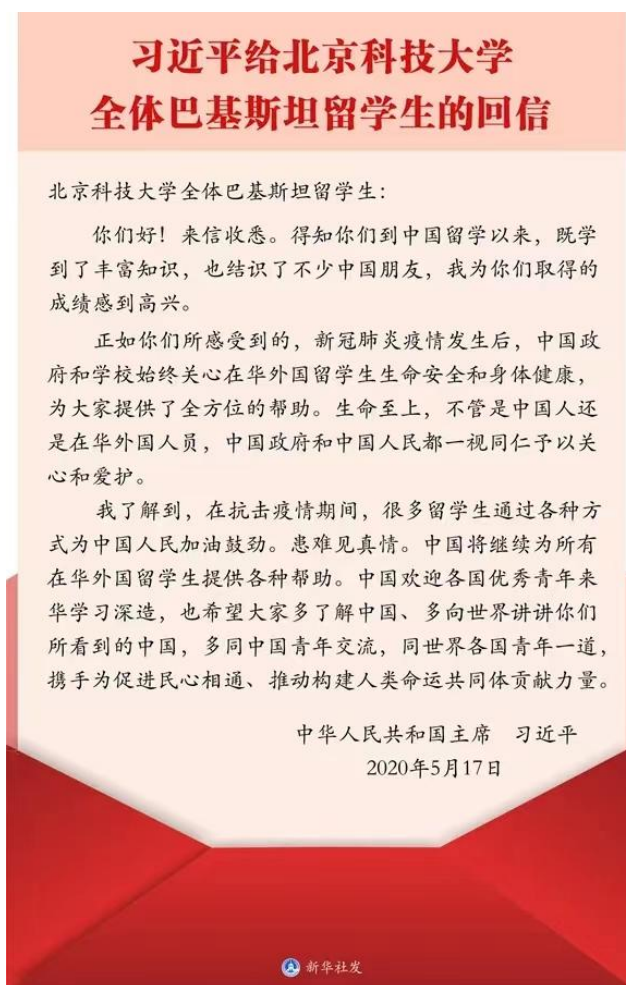 习近平给北京科技大学
全体巴基斯坦留学生的回信
北京科技大学全体巴基斯坦留学生：
你们好！来信收悉。得知你们到中国留学以来，既学
到了丰富知识，也结识了不少中国朋友，我为你们取得的
成绩感到高兴。
正如你们所感受到的，新冠肺炎疫情发生后，中国政
府和学校始终关心在华外国留学生生命安全和身体健康，
为大家提供了全方位的帮助。生命至上，不管是中国人还
是在华外国人员，中国政府和中国人民都一视同仁予以关
心和爱护。
我了解到，在抗击疫情期间，很多留学生通过各种方
式为中国人民加油鼓劲。患难见真情。中国将继续为所有
在华外国留学生提供各种帮助。中国欢迎各国优秀青年来
华学习深造，也希望大家多了解中国、多向世界讲讲你们
所看到的中国，多同中国青年交流，同世界各国青年一道，
携手为促进民心相通、推动构建人类命运共同体贡献力量。
中华人民共和国主席 习近平
2020年5月17日
新华社发